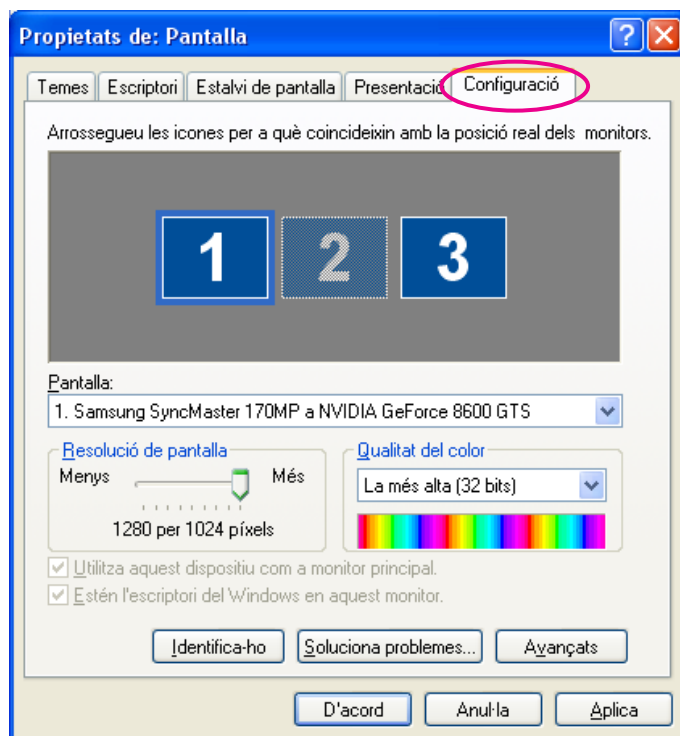 Propietats de: Pantalla
Temes Escriptori Estalvi de pantalla Presentació Configuració
Arrossegueu les icones per a què coincideixin amb la posició real dels monitors.
1 2 3
Pantalla:
1. Samsung SyncMaster 170MP a NVIDIA GeForce 8600 GTS
Resolució de pantalla Qualitat del color
Menys Més La més alta (32 bits)
1280 per 1024 píxels
Utilitza aquest dispositiu com a monitor principal.
Estén l'escriptori del Windows en aquest monitor.
Identifica-ho Soluciona problemes... Avançats
D'acord Anul·la Aplica